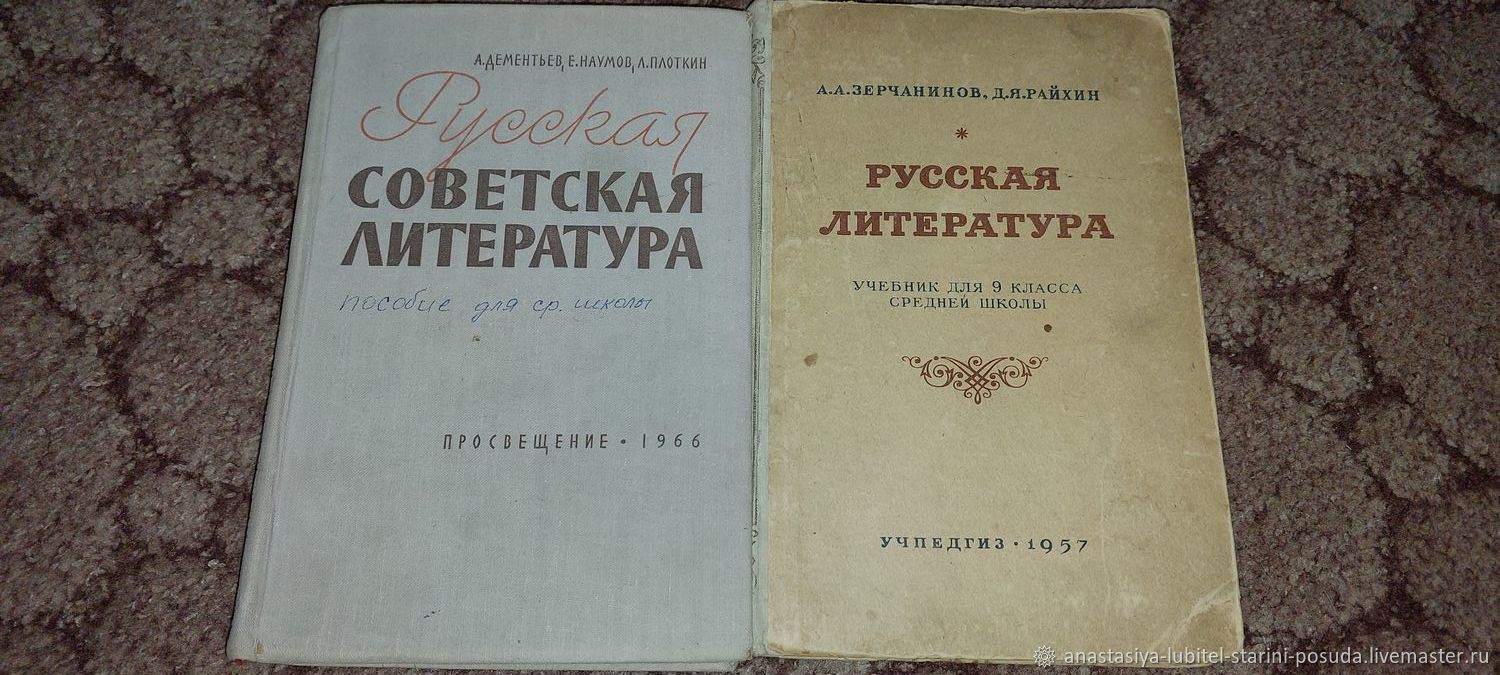 А.ДЕМЕНТЬЕВ, Е.НАУМОВ, Л.ПЛОТКИН
Русская
СОВЕТСКАЯ
ЛИТЕРАТУРА
пособие для ср. школы
ПРОСВЕЩЕНИЕ • 1966
А.А.ЗЕРЧАНИНОВ, Д.Я.РАЙХИН
*
РУССКАЯ
ЛИТЕРАТУРА
УЧЕБНИК ДЛЯ 9 КЛАССА
СРЕДНЕЙ ШКОЛЫ
УЧПЕДГИЗ • 1957
anastasiya-lubitel-starini-posuda.livemaster.ru